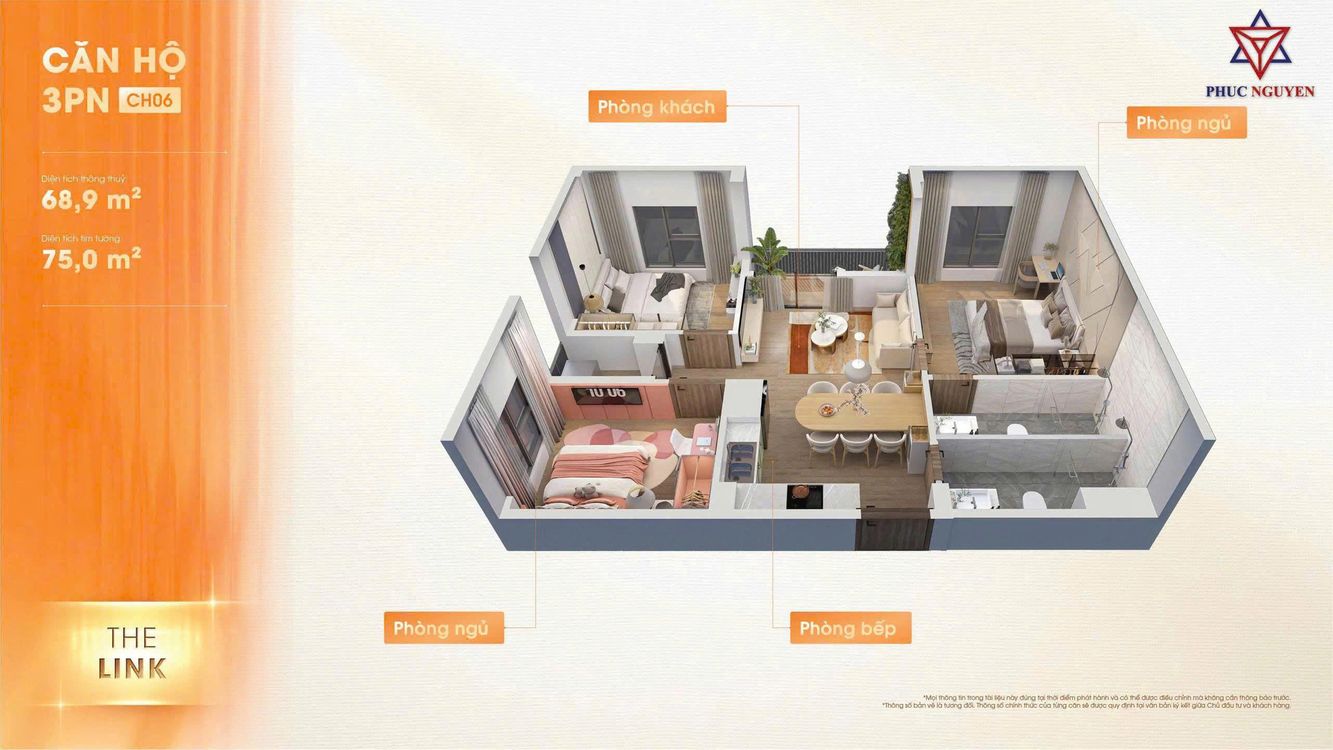 CĂN HỘ
3PN CH06
Diện tích thông thuỷ:
68,9 m²
Diện tích tim tường:
75,0 m²
PHUC NGUYEN
Phòng khách
Phòng ngủ
10:06
Phòng ngủ
Phòng bếp
THE
LINK
*Mọi thông tin trong tài liệu này đúng tại thời điểm phát hành và có thể được điều chỉnh mà không cần thông báo trước.
*Thông số bản vẽ là tương đối. Thông số chính thức của từng căn sẽ được quy định tại văn bản ký kết giữa Chủ đầu tư và khách hàng.